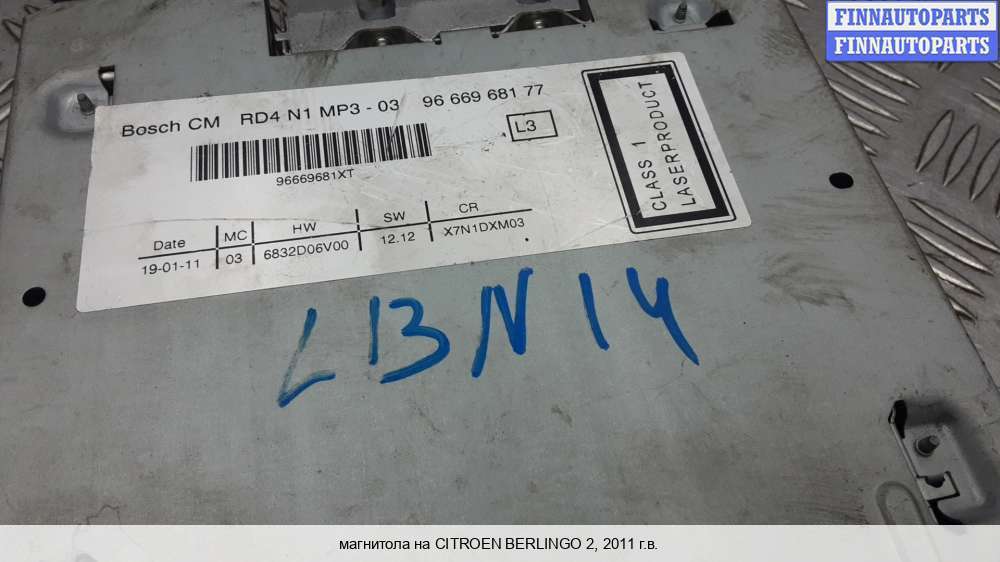 FINNAUTOPARTS
FINNAUTOPARTS
Bosch CM RD4 N1 MP3 - 03 96 669 681 77
L3
96669681XT
CLASS 1
LASERPRODUCT
Date MC HW SW CR
19-01-11 03 6832D06V00 12.12 X7N1DXM03
L13N14
магнитола на CITROEN BERLINGO 2, 2011 г.в.